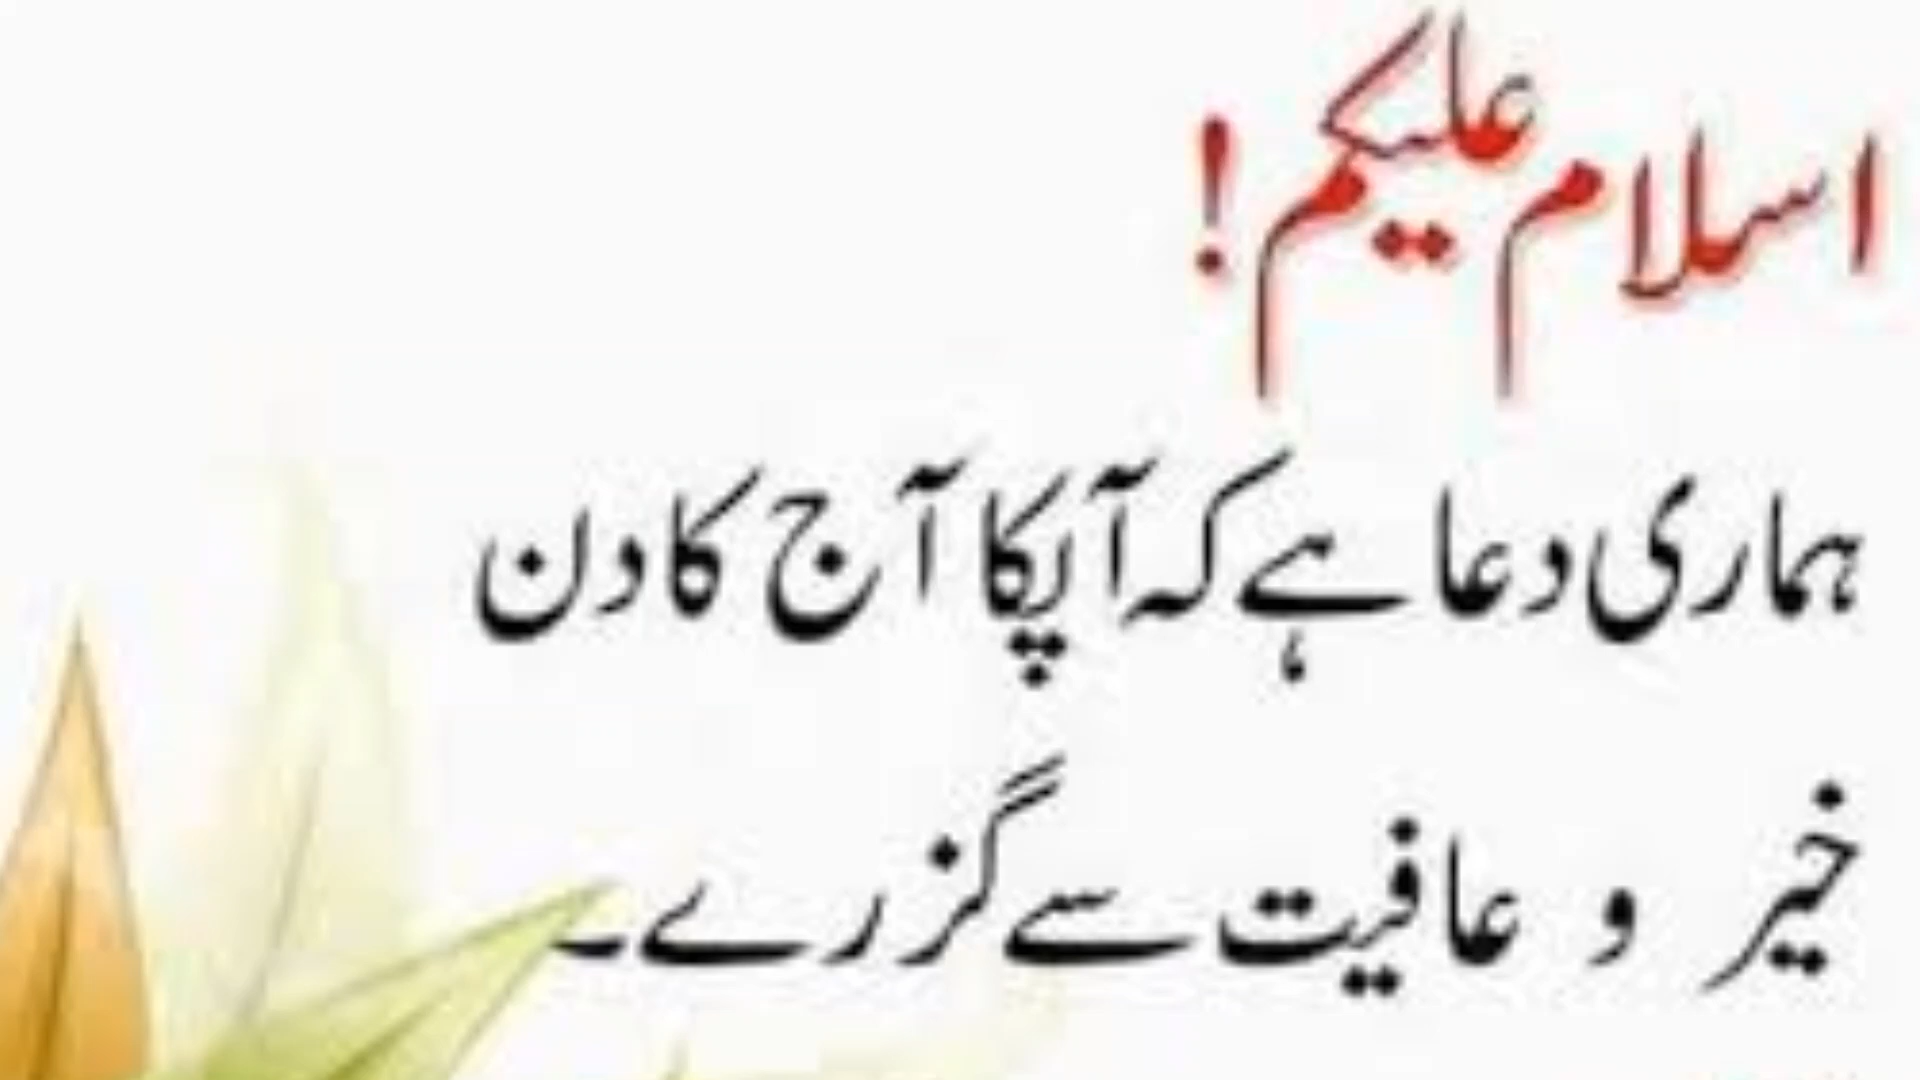 اسلام علیکم !
ہماری دعا ہے کہ آپکا آج کا دن
خیر و عافیت سے گزرے۔